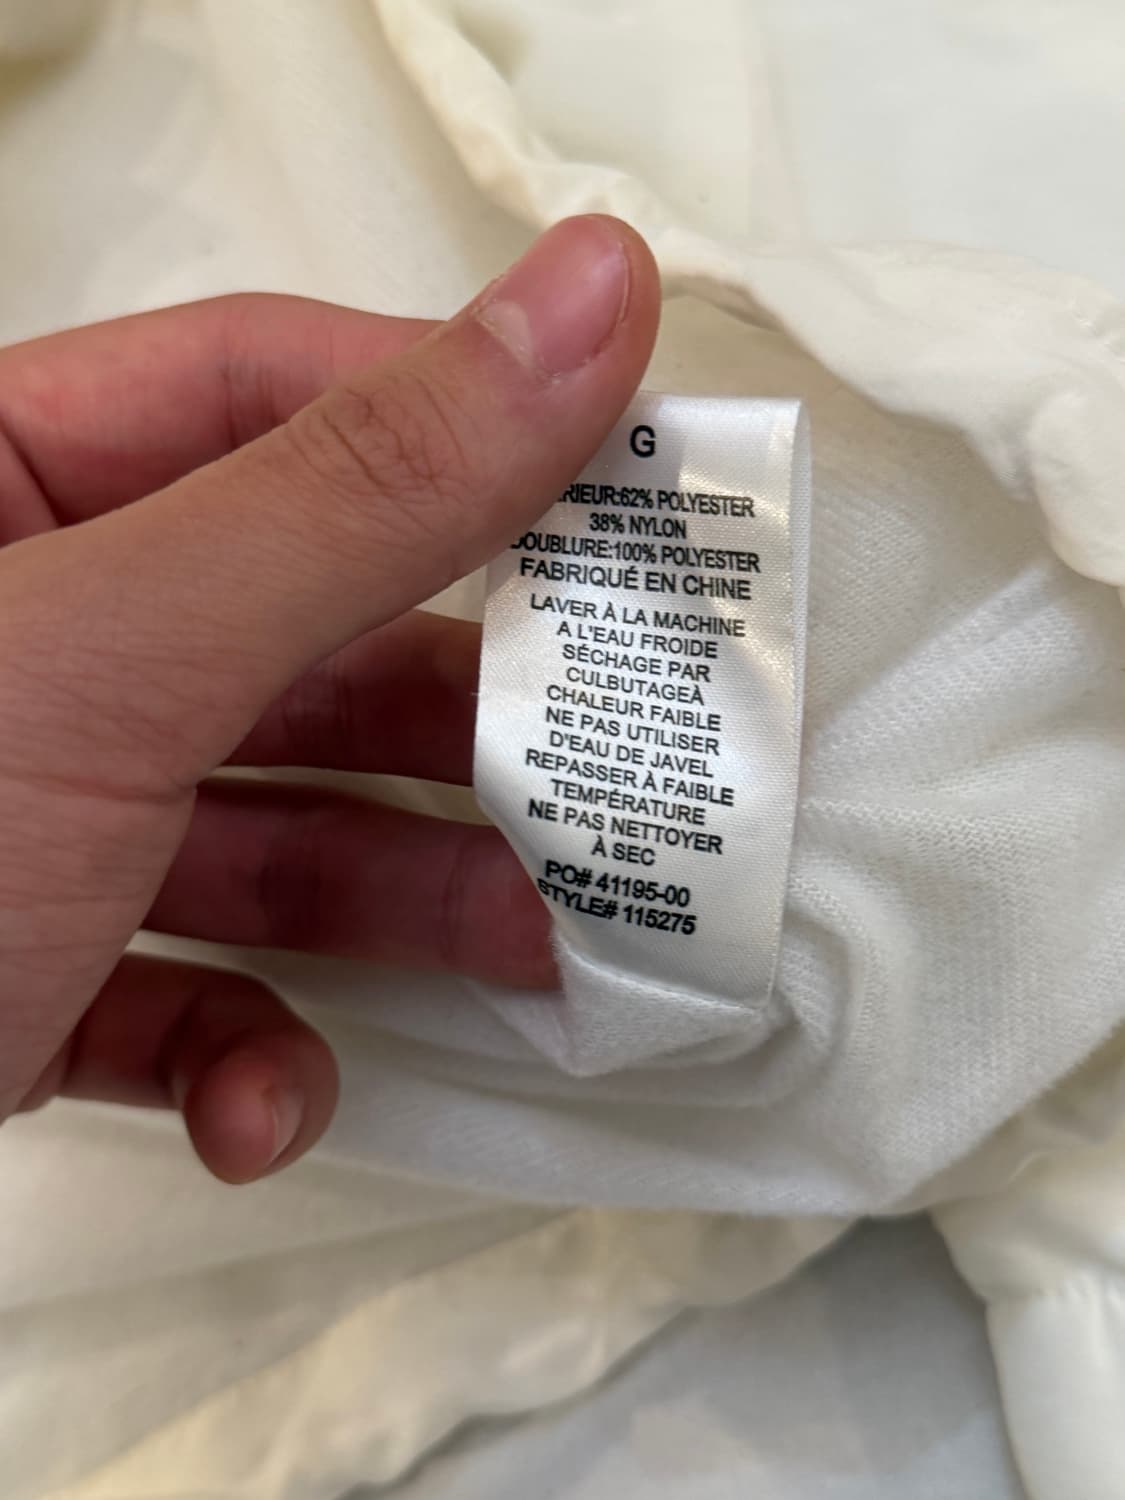 G
62% POLYESTER
38% NYLON
DOUBLURE:100% POLYESTER
FABRIQUÉ EN CHINE
LAVER À LA MACHINE
A L'EAU FROIDE
SÉCHAGE PAR
CULBUTAGEÀ
CHALEUR FAIBLE
NE PAS UTILISER
D'EAU DE JAVEL
REPASSER À FAIBLE
TEMPÉRATURE
NE PAS NETTOYER
À SEC
PO# 41195-00
STYLE# 115275